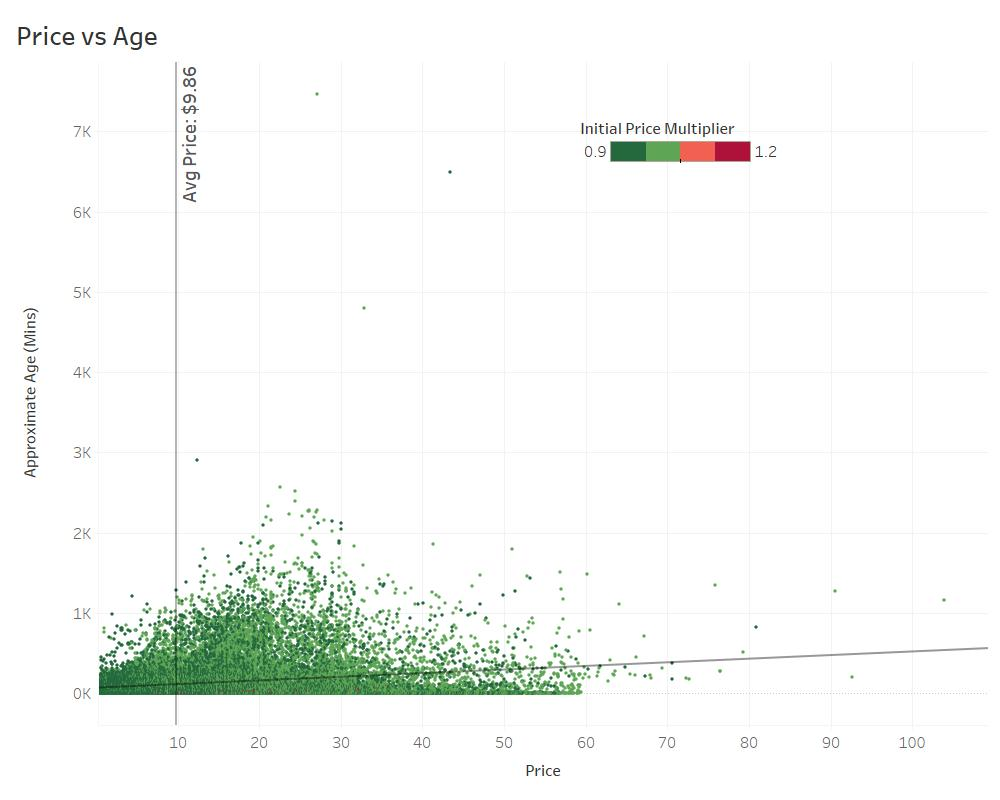 Price vs Age
Avg Price: $9.86
Initial Price Multiplier
0.9 1.2
7K
6K
5K
4K
3K
2K
1K
0K
Approximate Age (Mins)
10 20 30 40 50 60 70 80 90 100
Price